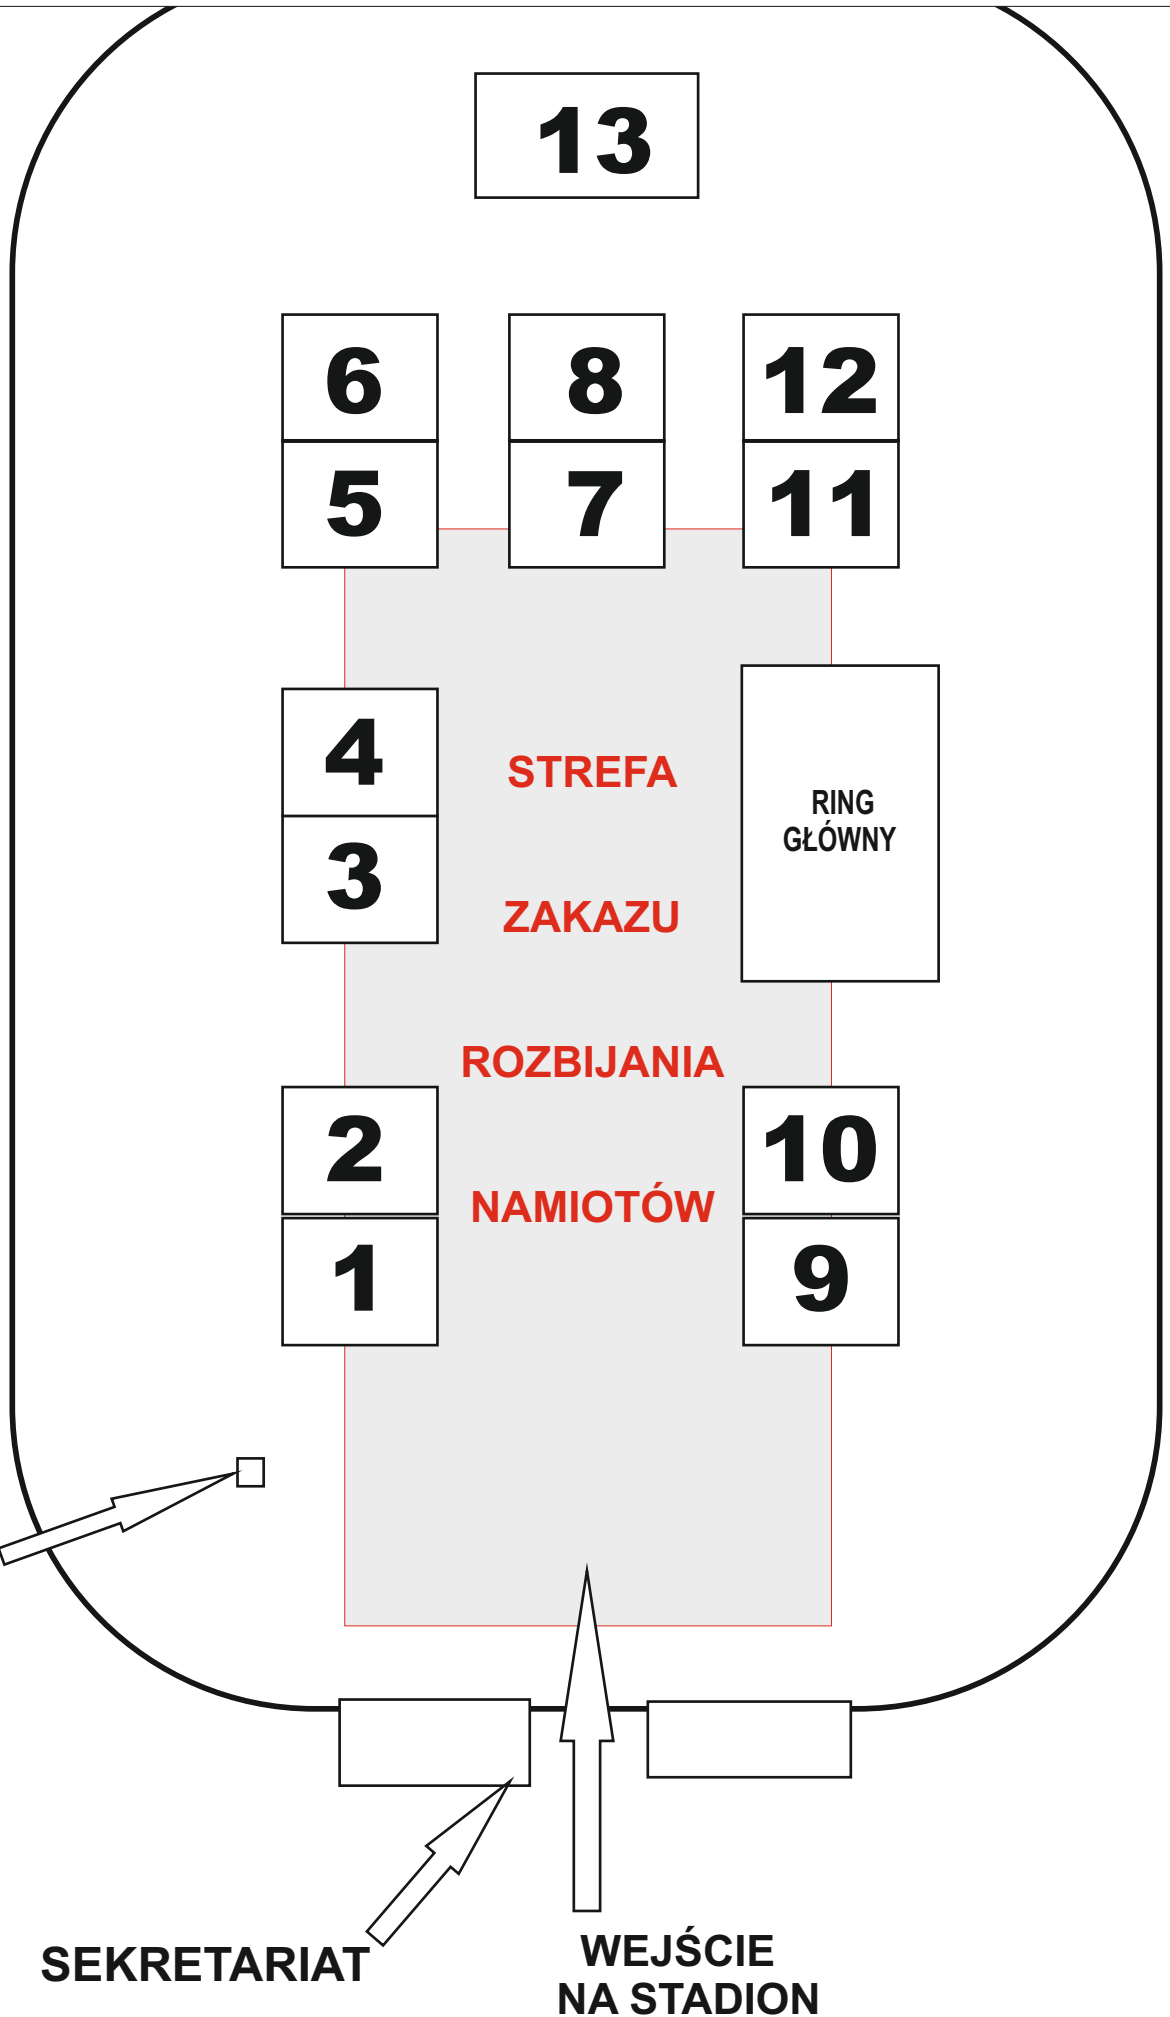 13
6 8 12
5 7 11
4
3
STREFA
ZAKAZU
ROZBIJANIA
NAMIOTÓW
RING
GŁÓWNY
2 10
1 9
SEKRETARIAT
WEJŚCIE
NA STADION